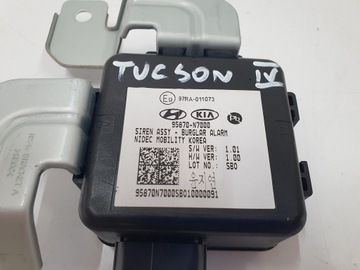 TUCSON IV
97RA-011073
KIA
95870-N7000
SIREN ASSY - BURGLAR ALARM
NIDEC MOBILITY KOREA
S/W VER: 1.01
H/W VER: 1.00
LOT NO: SB0
95870N7000SB010000091